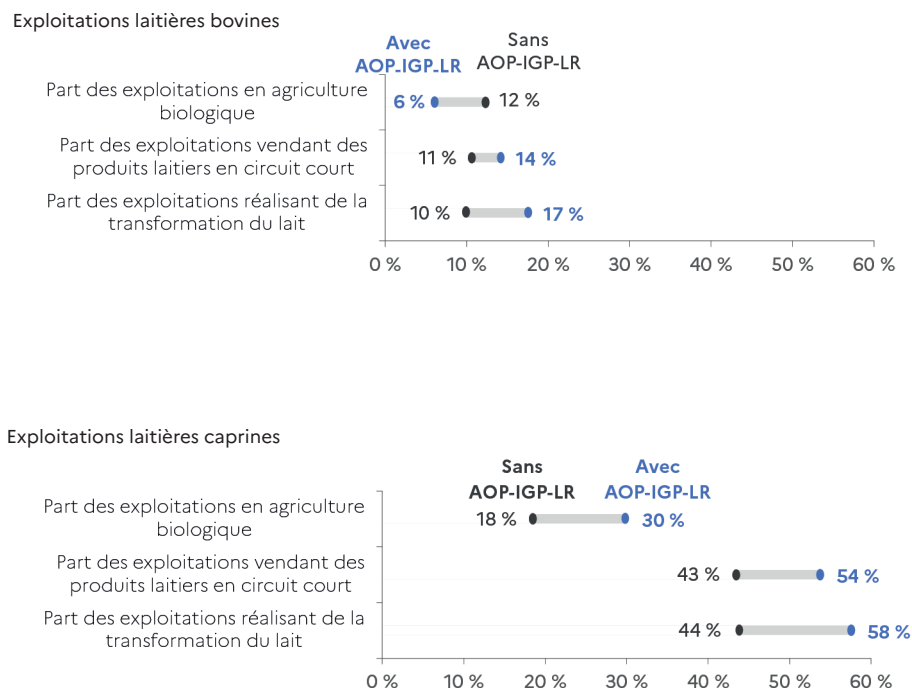 Exploitations laitières bovines
Avec
AOP-IGP-LR
Sans
AOP-IGP-LR
Part des exploitations en agriculture
biologique
6 %
12 %
Part des exploitations vendant des
produits laitiers en circuit court
11 %
14 %
Part des exploitations réalisant de la
transformation du lait
10 %
17 %
0 % 10 % 20 % 30 % 40 % 50 % 60 %
Exploitations laitières caprines
Sans
AOP-IGP-LR
Avec
AOP-IGP-LR
Part des exploitations en agriculture
biologique
18 %
30 %
Part des exploitations vendant des
produits laitiers en circuit court
43 %
54 %
Part des exploitations réalisant de la
transformation du lait
44 %
58 %
0 % 10 % 20 % 30 % 40 % 50 % 60 %